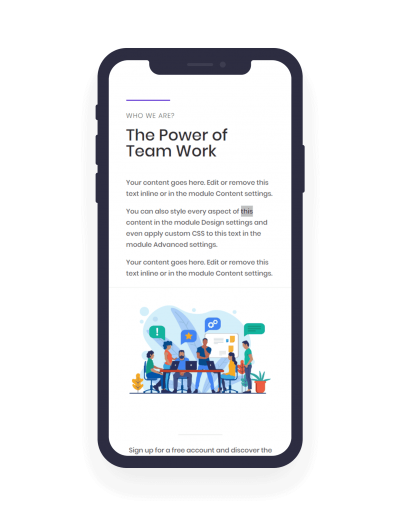 WHO WE ARE?
The Power of
Team Work
Your content goes here. Edit or remove this
text inline or in the module Content settings.
You can also style every aspect of this
content in the module Design settings and
even apply custom CSS to this text in the
module Advanced settings.
Your content goes here. Edit or remove this
text inline or in the module Content settings.
!
Sign up for a free account and discover the